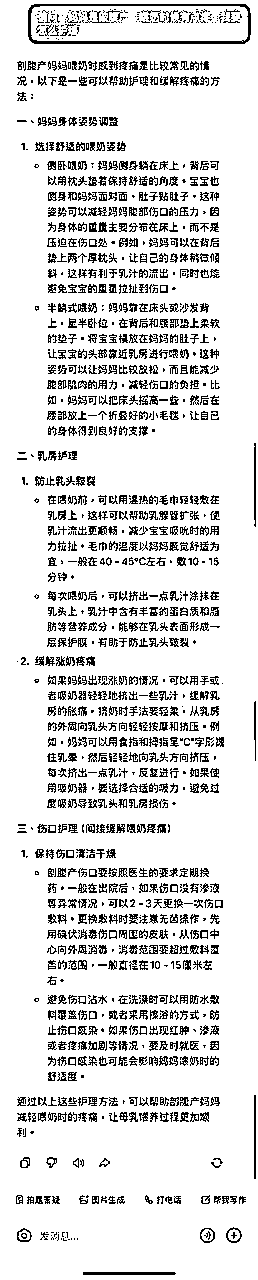 剖腹产妈妈喂奶时感到疼痛是比较常见的情
况，以下是一些可以帮助护理和缓解疼痛的方
法：
一、妈妈身体姿势调整
1. 选择舒适的喂奶姿势
侧卧喂奶：妈妈侧身躺在床上，背后可
以用枕头垫着保持舒适的角度。宝宝也
侧身和妈妈面对面，肚子贴肚子。这种
姿势可以减轻妈妈腹部伤口的压力，因
为身体的重量主要分布在床上，而不是
压迫在伤口处。例如，妈妈可以在背后
垫上两个厚枕头，让自己的身体稍微倾
斜，这样有利于乳汁的流出，同时也能
避免宝宝的重量拉扯到伤口。
半躺式喂奶：妈妈靠在床头或沙发背
上，呈半卧位，在背后和颈部垫上柔软
的垫子。将宝宝横放在妈妈的肚子上，
让宝宝的头部靠近乳房进行喂奶。这种
姿势可以让妈妈比较放松，而且能减少
腹部肌肉的用力，减轻伤口的负担。比
如，妈妈可以把床头摇高一些，然后在
腰部放上一个折叠好的小毛毯，让自己
的身体得到良好的支撑。
二、乳房护理
1. 防止乳头皲裂
在喂奶前，可以用温热的毛巾轻轻敷在
乳房上，这样可以帮助乳腺管扩张，使
乳汁流出更顺畅，减少宝宝吸吮时的用
力拉扯。毛巾的温度以妈妈感觉舒适为
宜，一般在 40 - 45℃左右，敷 10 - 15
分钟。
每次喂奶后，可以挤出一点乳汁涂抹在
乳头上，乳汁中含有丰富的蛋白质和脂
肪等营养成分，能够在乳头表面形成一
层保护膜，有助于防止乳头皲裂。
2. 缓解涨奶疼痛
如果妈妈出现涨奶的情况，可以用手或
者吸奶器轻轻地挤出一些乳汁，缓解乳
房的胀痛。挤奶时手法要轻柔，从乳房
的外周向乳头方向轻轻按摩和挤压。例
如，妈妈可以用食指和拇指呈“C”字形握
住乳晕，然后轻轻地向乳头方向挤压，
每次挤出一点乳汁，反复进行。如果使
用吸奶器，要选择合适的吸力，避免过
度吸奶导致乳头和乳房损伤。
三、伤口护理（间接缓解喂奶疼痛）
1. 保持伤口清洁干燥
剖腹产伤口要按照医生的要求定期换
药。一般在出院后，如果伤口没有渗液
等异常情况，可以 2 - 3天更换一次伤口
敷料。更换敷料时要注意无菌操作，先
用碘伏消毒伤口周围的皮肤，从伤口中
心向外周消毒，消毒范围要超过敷料覆
盖的范围，一般直径在 10 - 15厘米左
右。
避免伤口沾水，在洗澡时可以用防水敷
料覆盖伤口，或者采用擦浴的方式，防
止伤口感染。如果伤口出现红肿、渗液
或者疼痛加剧等情况，要及时就医，因
为伤口感染也可能会影响妈妈喂奶时的
舒适度。
通过以上这些护理方法，可以帮助剖腹产妈妈
减轻喂奶时的疼痛，让母乳喂养过程更加顺
利。
拍题答疑 图片生成 打电话 帮我写作
发消息...